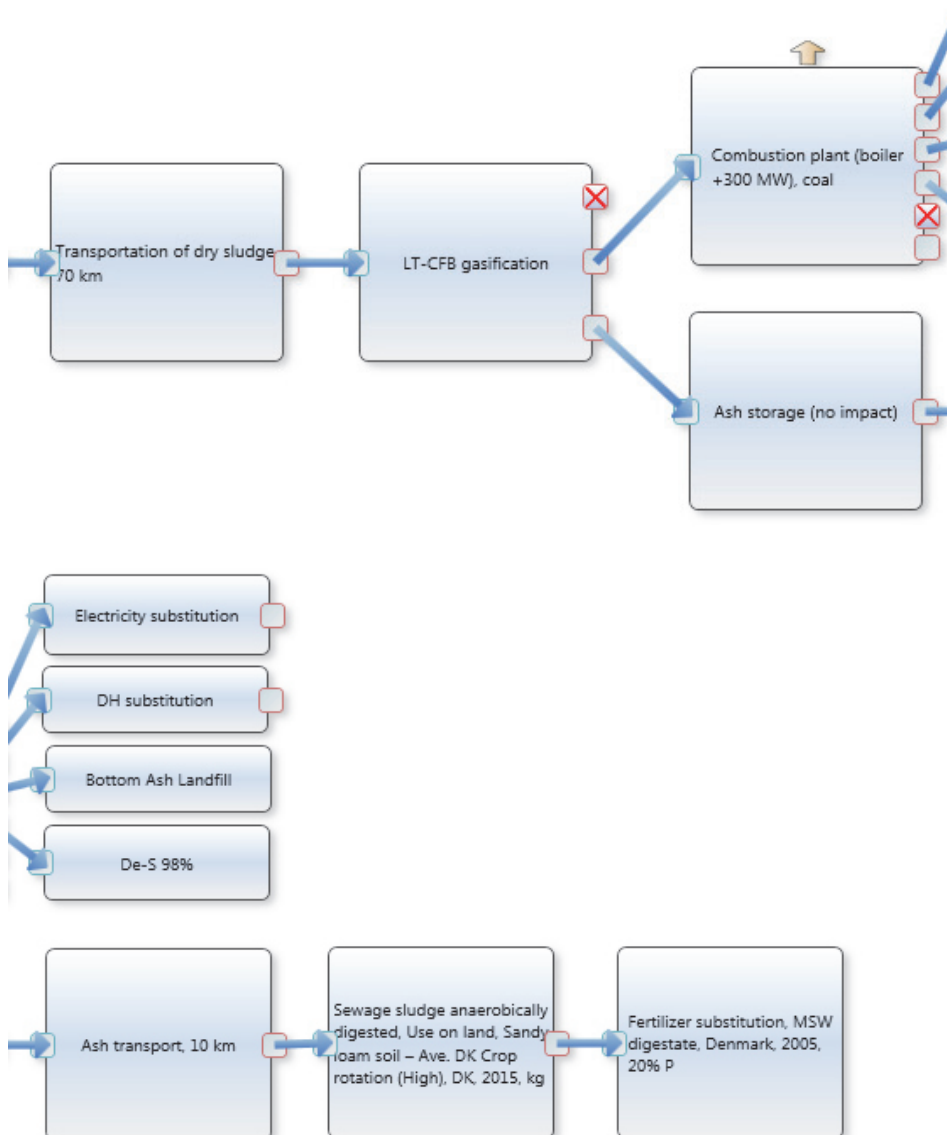 Combustion plant (boiler
+300 MW), coal
Transportation of dry sludge
70 km
LT-CFB gasification
Ash storage (no impact)
Electricity substitution
DH substitution
Bottom Ash Landfill
De-S 98%
Ash transport, 10 km
Sewage sludge anaerobically
digested, Use on land, Sandy
loam soil – Ave. DK Crop
rotation (High), DK, 2015, kg
Fertilizer substitution, MSW
digestate, Denmark, 2005,
20% P